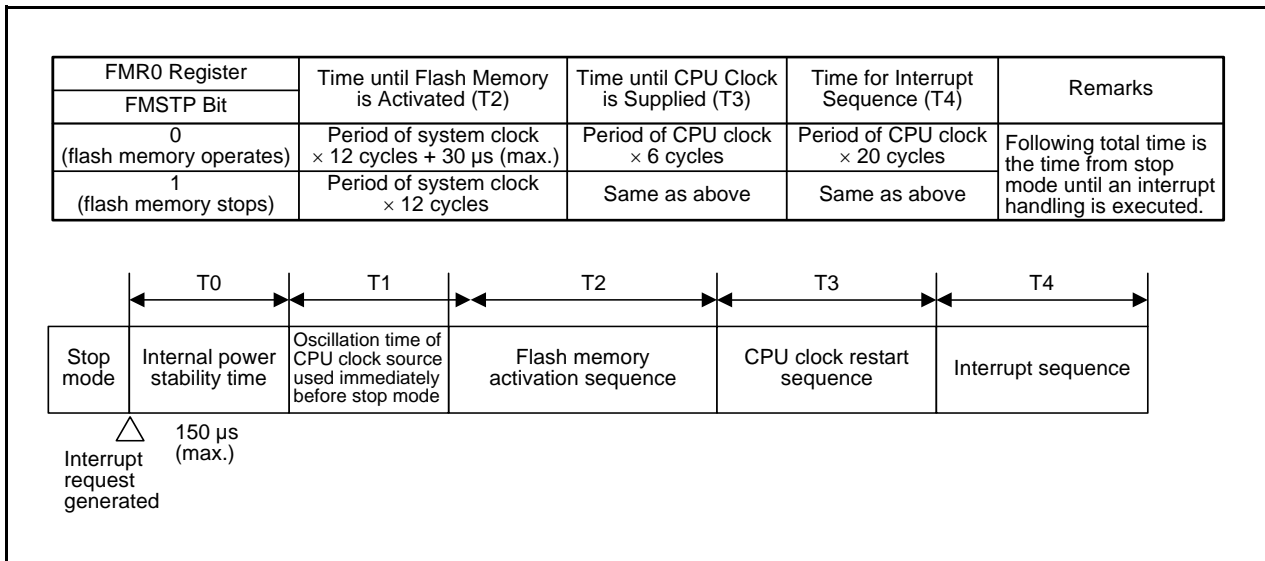 FMR0 Register
FMSTP Bit
Time until Flash Memory
is Activated (T2)
Time until CPU Clock
is Supplied (T3)
Time for Interrupt
Sequence (T4)
Remarks
0
(flash memory operates)
Period of system clock
× 12 cycles + 30 µs (max.)
Period of CPU clock
× 6 cycles
Period of CPU clock
× 20 cycles
Following total time is
the time from stop
mode until an interrupt
handling is executed.
1
(flash memory stops)
Period of system clock
× 12 cycles
Same as above
Same as above
T0
T1
T2
T3
T4
Stop
mode
Internal power
stability time
Oscillation time of
CPU clock source
used immediately
before stop mode
Flash memory
activation sequence
CPU clock restart
sequence
Interrupt sequence
150 µs
(max.)
Interrupt
request
generated